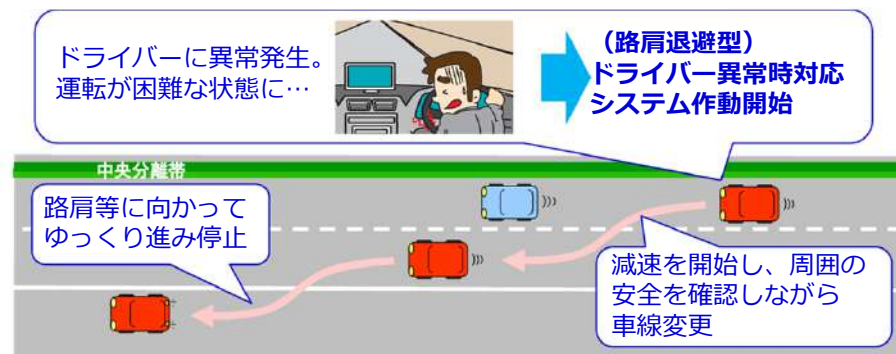 ドライバーに異常発生。
運転が困難な状態に…
（路肩退避型）
ドライバー異常時対応
システム作動開始
中央分離帯
路肩等に向かって
ゆっくり進み停止
減速を開始し、周囲の
安全を確認しながら
車線変更